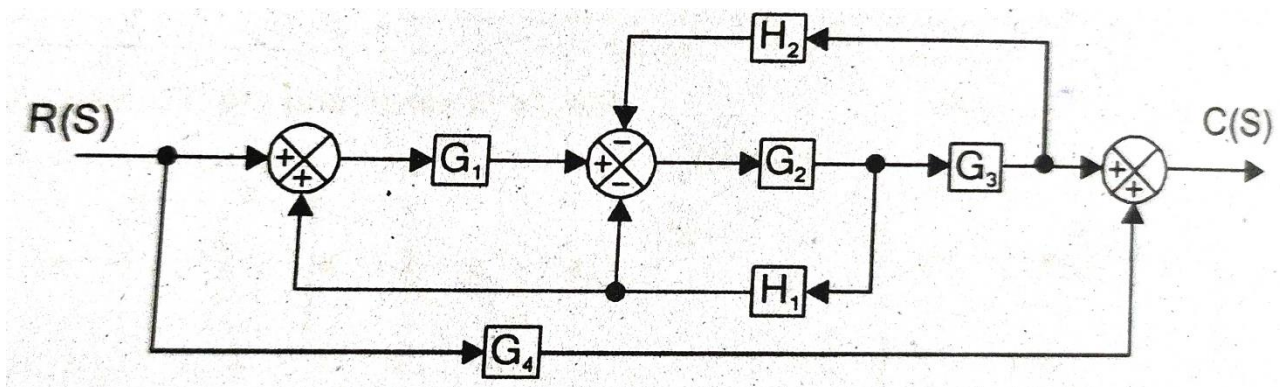 H₂
R(S)
C(S)
+
+
G₁
−
+
−
G₂
G₃
+
+
H₁
G₄